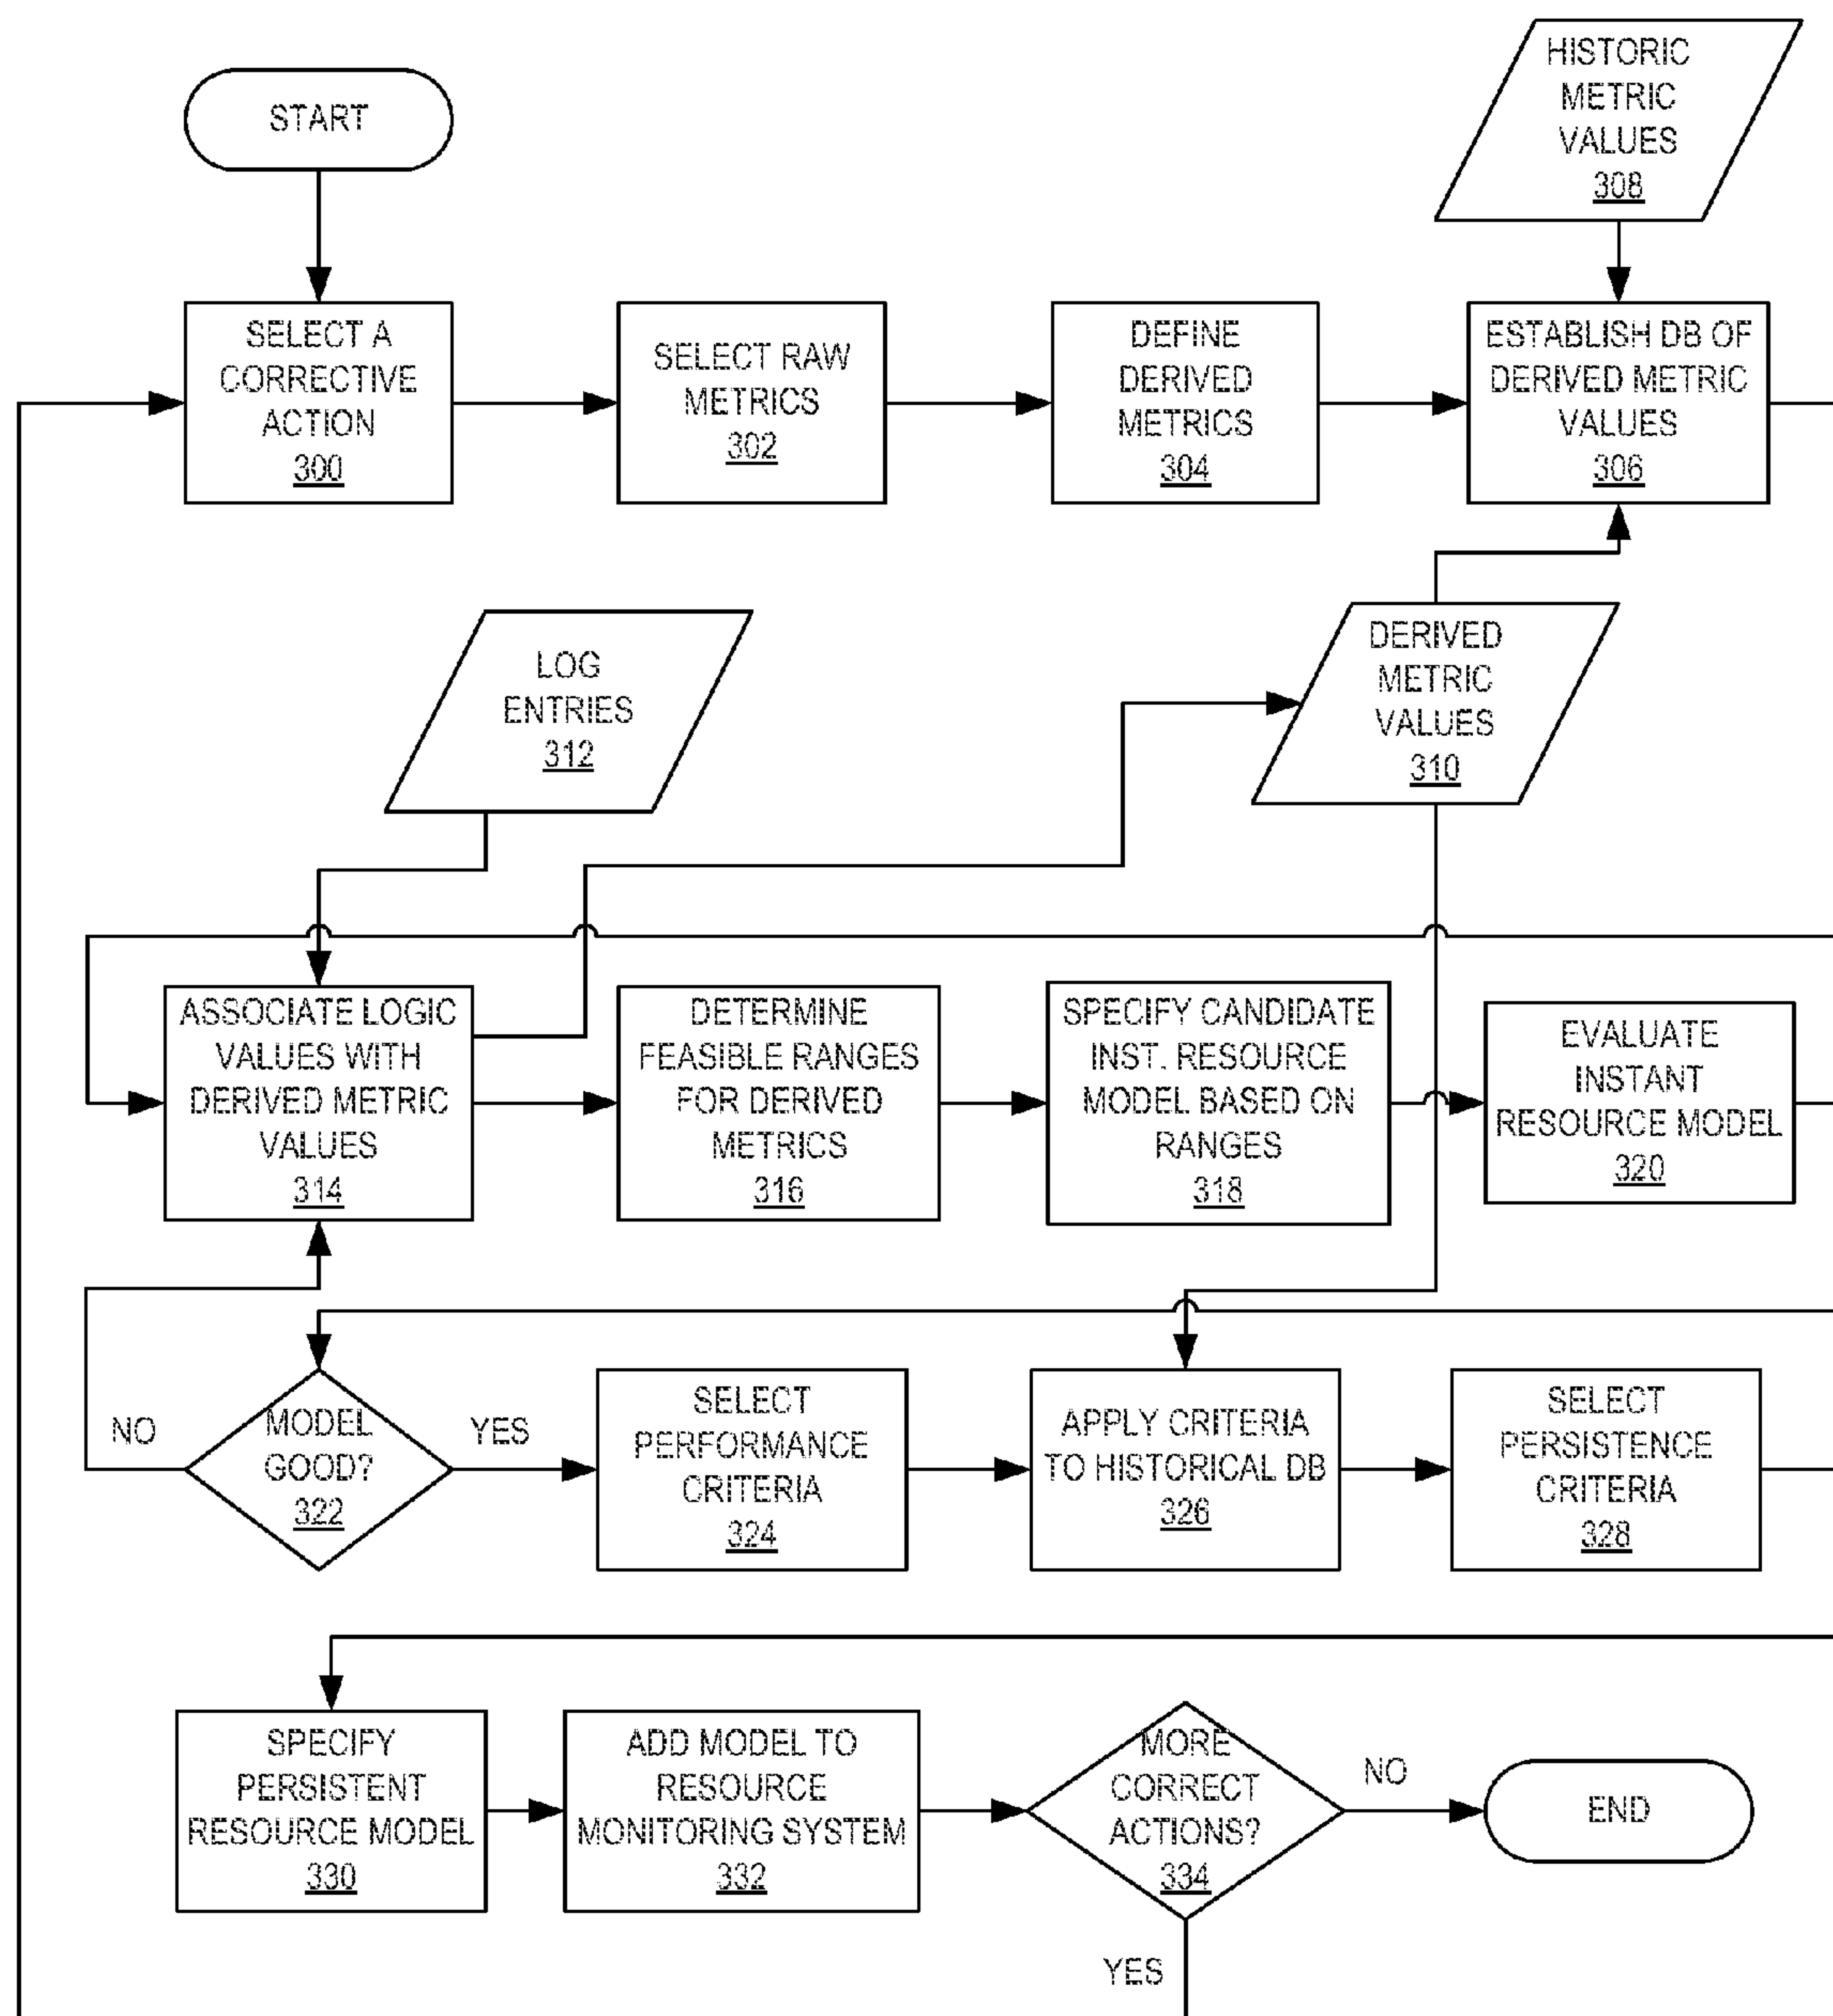 START
HISTORIC
METRIC
VALUES
308
SELECT A
CORRECTIVE
ACTION
300
SELECT RAW
METRICS
302
DEFINE
DERIVED
METRICS
304
ESTABLISH DB OF
DERIVED METRIC
VALUES
306
LOG
ENTRIES
312
DERIVED
METRIC
VALUES
310
ASSOCIATE LOGIC
VALUES WITH
DERIVED METRIC
VALUES
314
DETERMINE
FEASIBLE RANGES
FOR DERIVED
METRICS
316
SPECIFY CANDIDATE
INST. RESOURCE
MODEL BASED ON
RANGES
318
EVALUATE
INSTANT
RESOURCE MODEL
320
NO
MODEL
GOOD?
322
YES
SELECT
PERFORMANCE
CRITERIA
324
APPLY CRITERIA
TO HISTORICAL DB
326
SELECT
PERSISTENCE
CRITERIA
328
SPECIFY
PERSISTENT
RESOURCE MODEL
330
ADD MODEL TO
RESOURCE
MONITORING SYSTEM
332
MORE
CORRECT
ACTIONS?
334
NO
END
YES